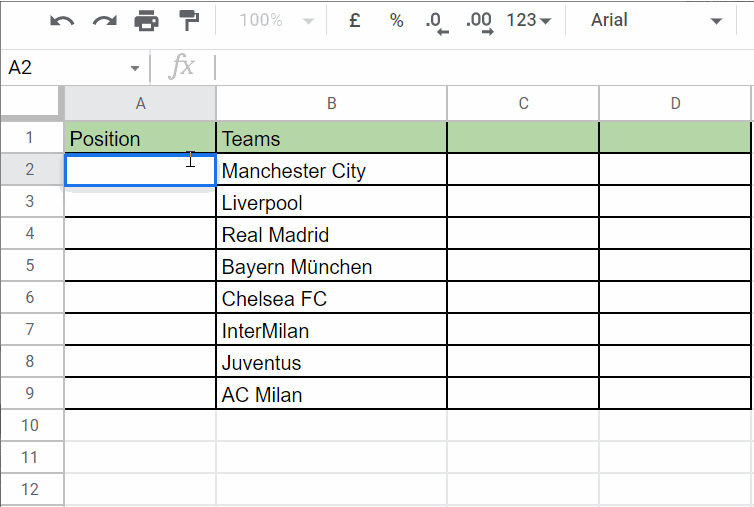 100% £ % .0 .00 123 Arial
A2 fx
A B C D
1 Position Teams
2 Manchester City
3 Liverpool
4 Real Madrid
5 Bayern München
6 Chelsea FC
7 InterMilan
8 Juventus
9 AC Milan
10
11
12